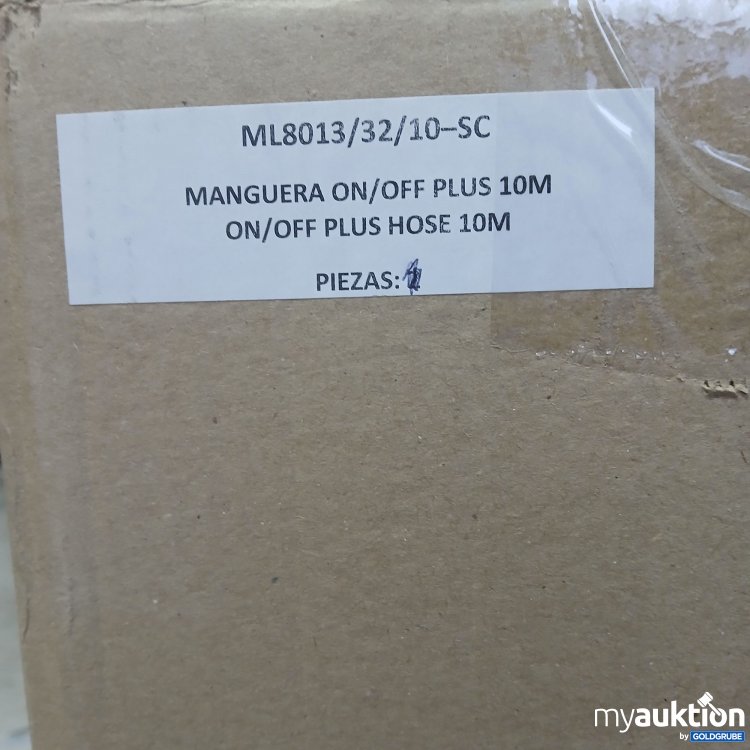 ML8013/32/10–SC
MANGUERA ON/OFF PLUS 10M
ON/OFF PLUS HOSE 10M
PIEZAS:
myauktion
by GOLDGRUBE